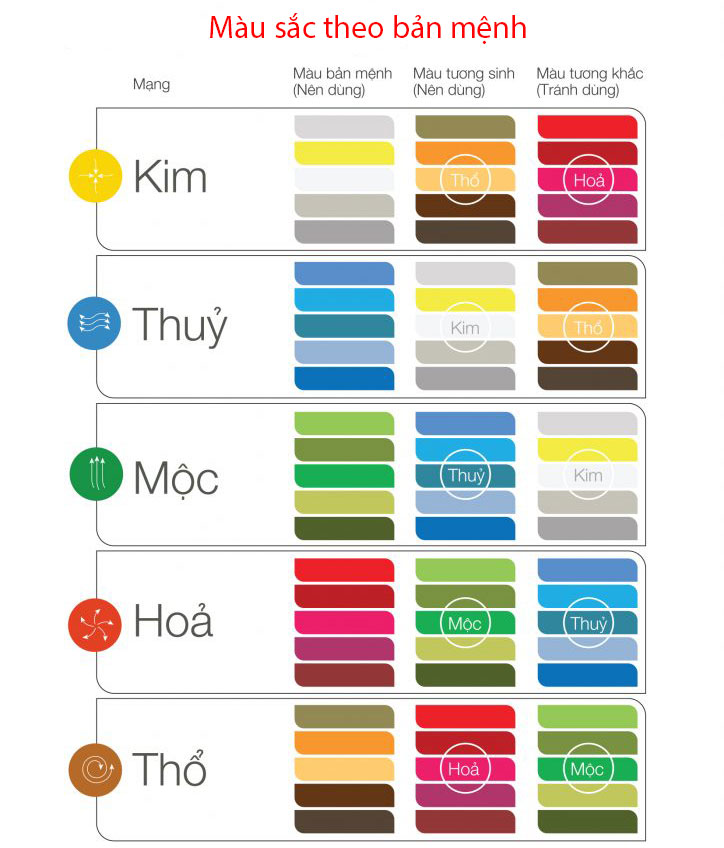 Màu sắc theo bản mệnh
Mạng
Màu bản mệnh
(Nên dùng)
Màu tương sinh
(Nên dùng)
Màu tương khắc
(Tránh dùng)
Kim
Thổ
Hoả
Thuỷ
Kim
Thổ
Mộc
Thuỷ
Kim
Hoả
Mộc
Thuỷ
Thổ
Hoả
Mộc